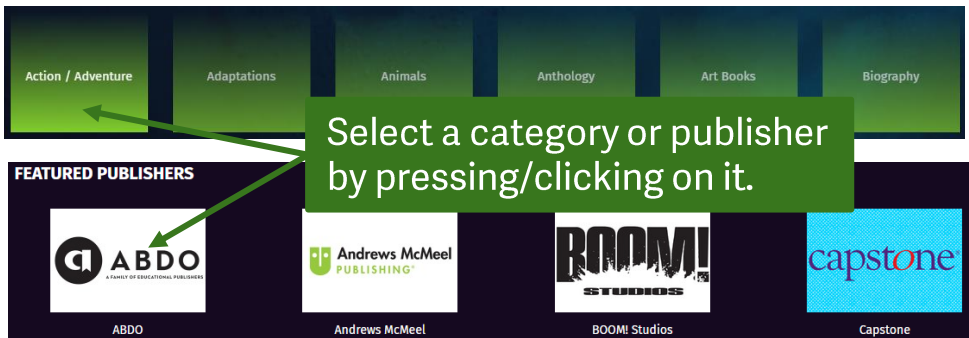 Action / Adventure
Adaptations
Animals
Anthology
Art Books
Biography
Select a category or publisher
by pressing/clicking on it.
FEATURED PUBLISHERS
a ABDO
A FAMILY OF EDUCATIONAL PUBLISHERS
Andrews McMeel
PUBLISHING®
BOOM!
STUDIOS
capstone®
ABDO
Andrews McMeel
BOOM! Studios
Capstone